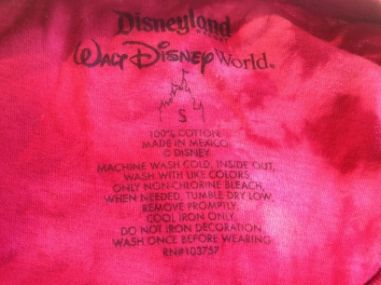 Disneyland
Walt Disney World.
S
100% COTTON
MADE IN MEXICO
© DISNEY
MACHINE WASH COLD, INSIDE OUT,
WASH WITH LIKE COLORS,
ONLY NON-CHLORINE BLEACH,
WHEN NEEDED, TUMBLE DRY LOW,
REMOVE PROMPTLY.
COOL IRON ONLY.
DO NOT IRON DECORATION.
WASH ONCE BEFORE WEARING
RN#103757